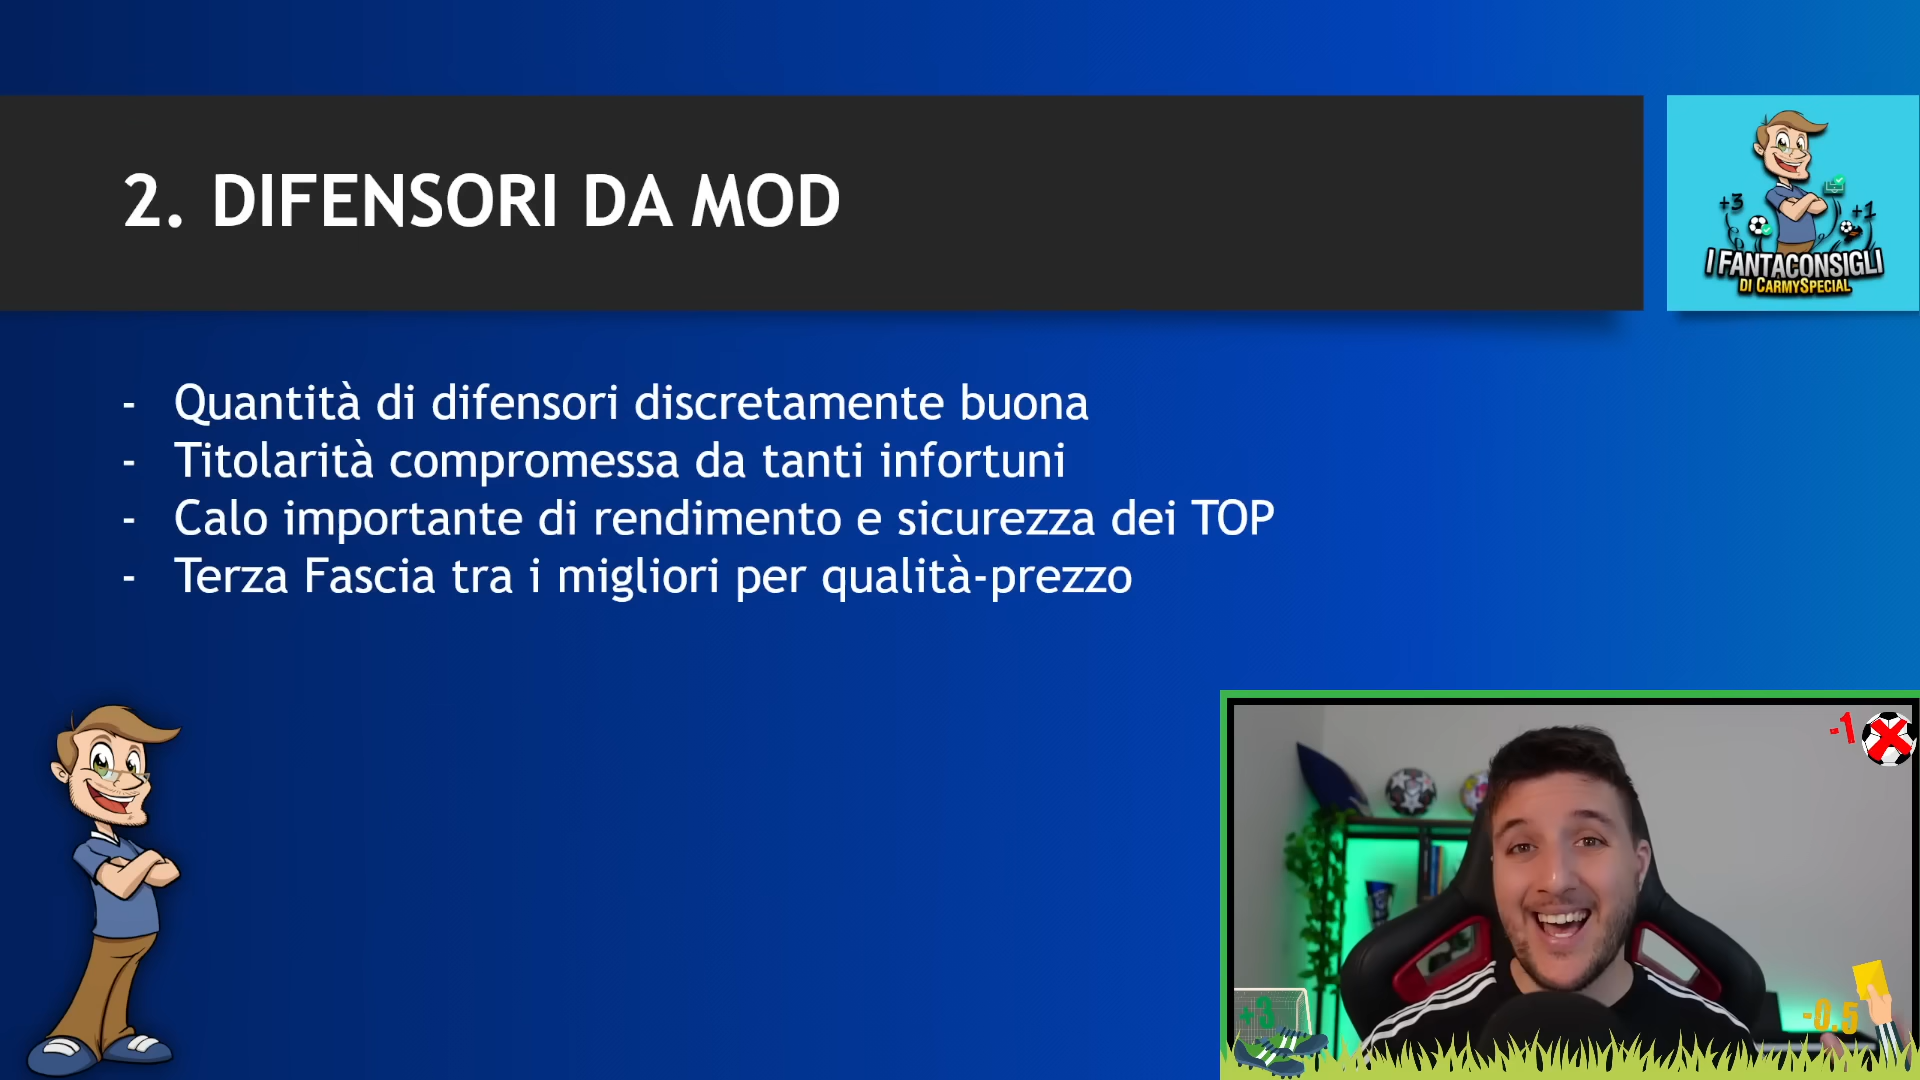 2. DIFENSORI DA MOD
+3
+1
I FANTACONSIGLI
DI CARMYSPECIAL
- Quantità di difensori discretamente buona
- Titolarità compromessa da tanti infortuni
- Calo importante di rendimento e sicurezza dei TOP
- Terza Fascia tra i migliori per qualità-prezzo
-1
+3
-0.5